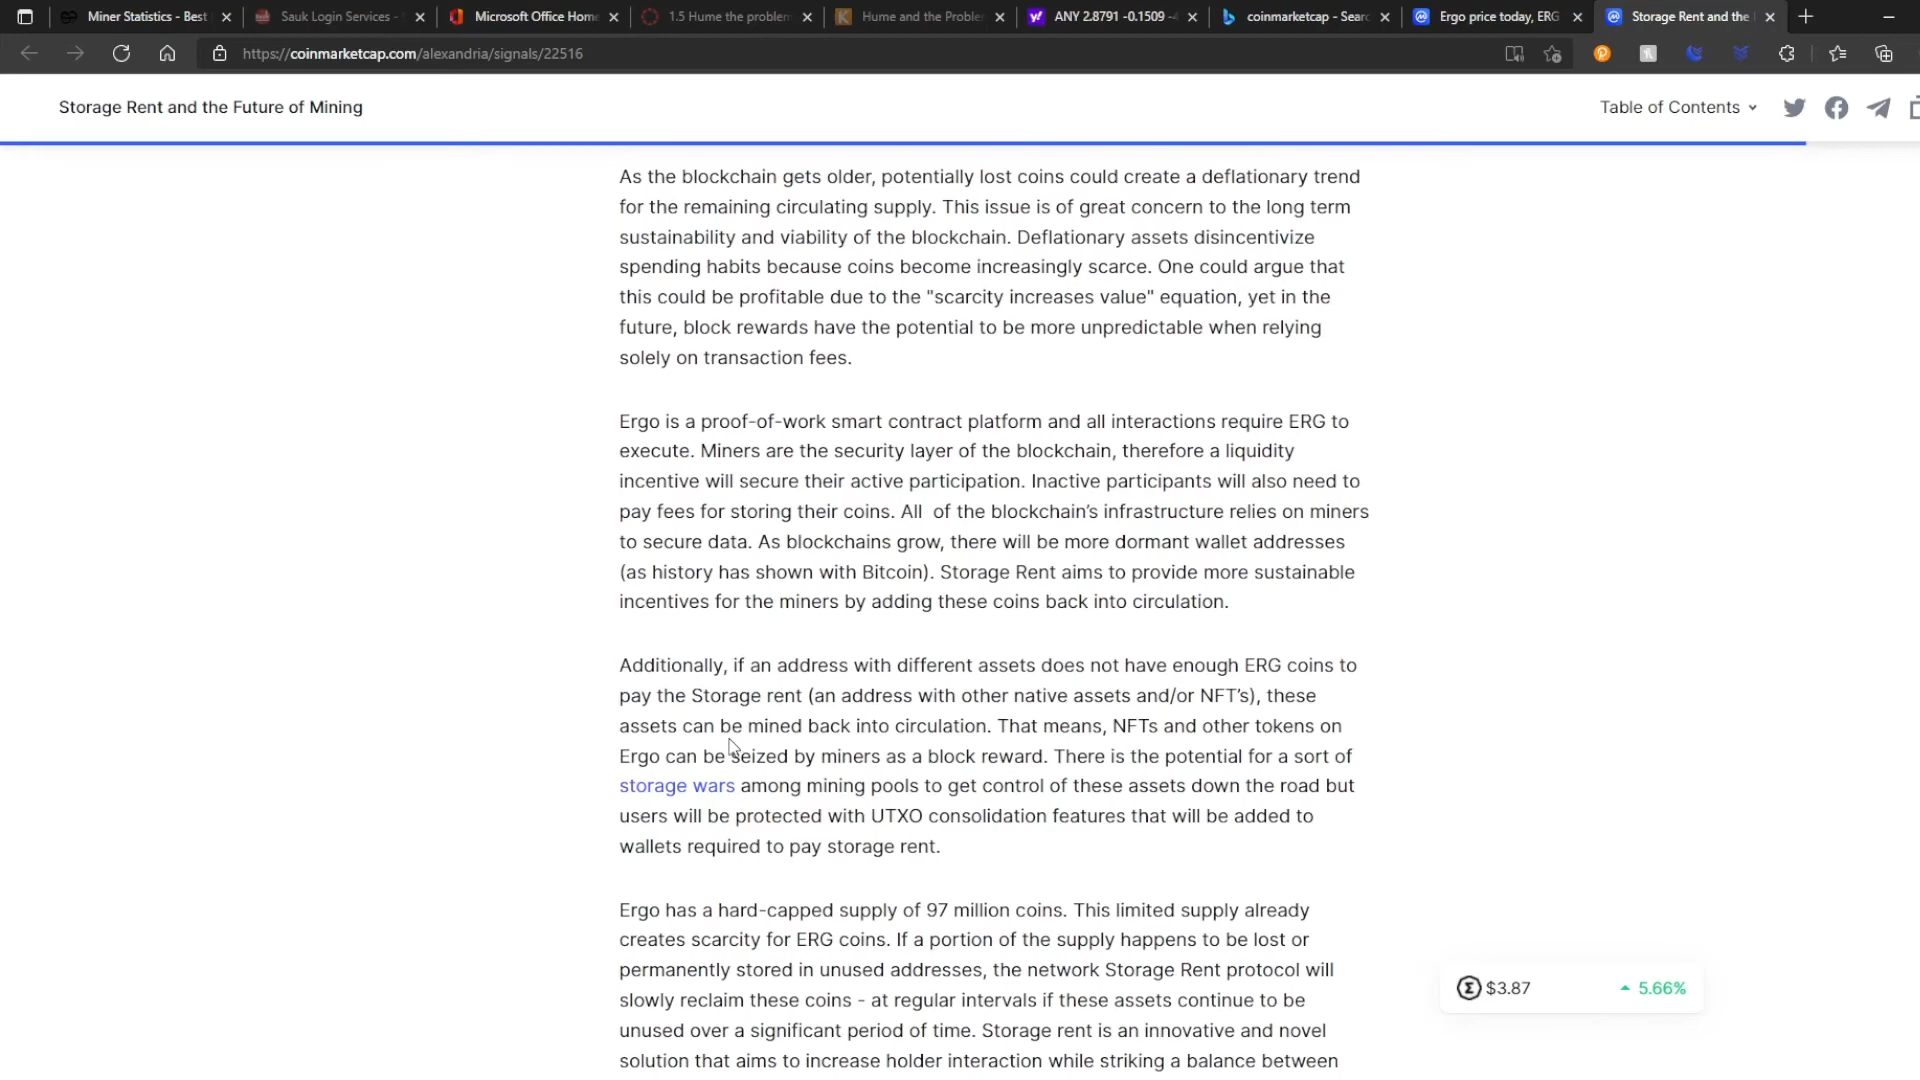 Miner Statistics - Best
Sauk Login Services -
Microsoft Office Home
1.5 Hume the problem
Hume and the Proble
ANY 2.8791 -0.1509 -
coinmarketcap - Searc
Ergo price today, ERG
Storage Rent and the
https://coinmarketcap.com/alexandria/signals/22516
Storage Rent and the Future of Mining
Table of Contents
As the blockchain gets older, potentially lost coins could create a deflationary trend
for the remaining circulating supply. This issue is of great concern to the long term
sustainability and viability of the blockchain. Deflationary assets disincentivize
spending habits because coins become increasingly scarce. One could argue that
this could be profitable due to the "scarcity increases value" equation, yet in the
future, block rewards have the potential to be more unpredictable when relying
solely on transaction fees.
Ergo is a proof-of-work smart contract platform and all interactions require ERG to
execute. Miners are the security layer of the blockchain, therefore a liquidity
incentive will secure their active participation. Inactive participants will also need to
pay fees for storing their coins. All  of the blockchain’s infrastructure relies on miners
to secure data. As blockchains grow, there will be more dormant wallet addresses
(as history has shown with Bitcoin). Storage Rent aims to provide more sustainable
incentives for the miners by adding these coins back into circulation.
Additionally, if an address with different assets does not have enough ERG coins to
pay the Storage rent (an address with other native assets and/or NFT’s), these
assets can be mined back into circulation. That means, NFTs and other tokens on
Ergo can be seized by miners as a block reward. There is the potential for a sort of
storage wars among mining pools to get control of these assets down the road but
users will be protected with UTXO consolidation features that will be added to
wallets required to pay storage rent.
Ergo has a hard-capped supply of 97 million coins. This limited supply already
creates scarcity for ERG coins. If a portion of the supply happens to be lost or
permanently stored in unused addresses, the network Storage Rent protocol will
slowly reclaim these coins - at regular intervals if these assets continue to be
unused over a significant period of time. Storage rent is an innovative and novel
solution that aims to increase holder interaction while striking a balance between
$3.87
5.66%